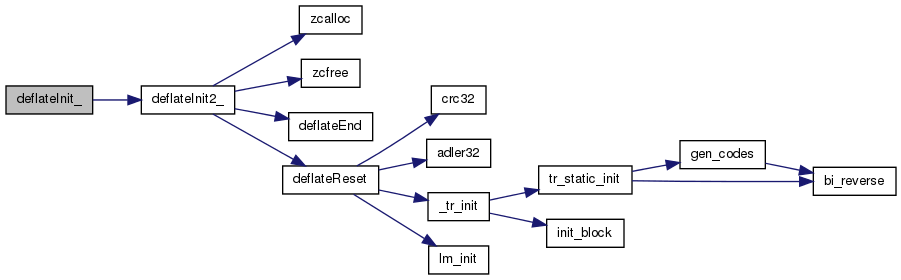 deflateInit_
deflateInit2_
zcalloc
zcfree
deflateEnd
deflateReset
crc32
adler32
_tr_init
lm_init
tr_static_init
init_block
gen_codes
bi_reverse